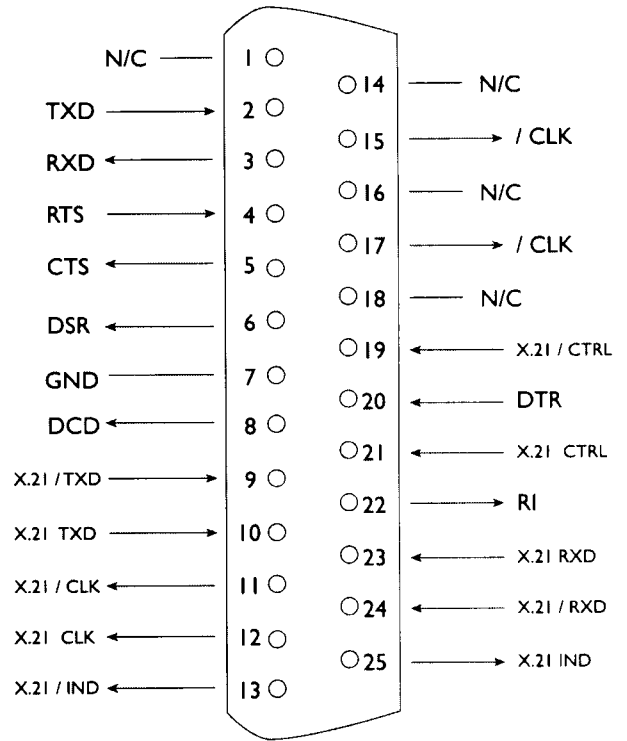 N/C 1
TXD 2
RXD 3
RTS 4
CTS 5
DSR 6
GND 7
DCD 8
X.21 / TXD 9
X.21 TXD 10
X.21 / CLK 11
X.21 CLK 12
X.21 / IND 13
14 N/C
15 / CLK
16 N/C
17 / CLK
18 N/C
19 X.21 / CTRL
20 DTR
21 X.21 CTRL
22 RI
23 X.21 RXD
24 X.21 / RXD
25 X.21 IND